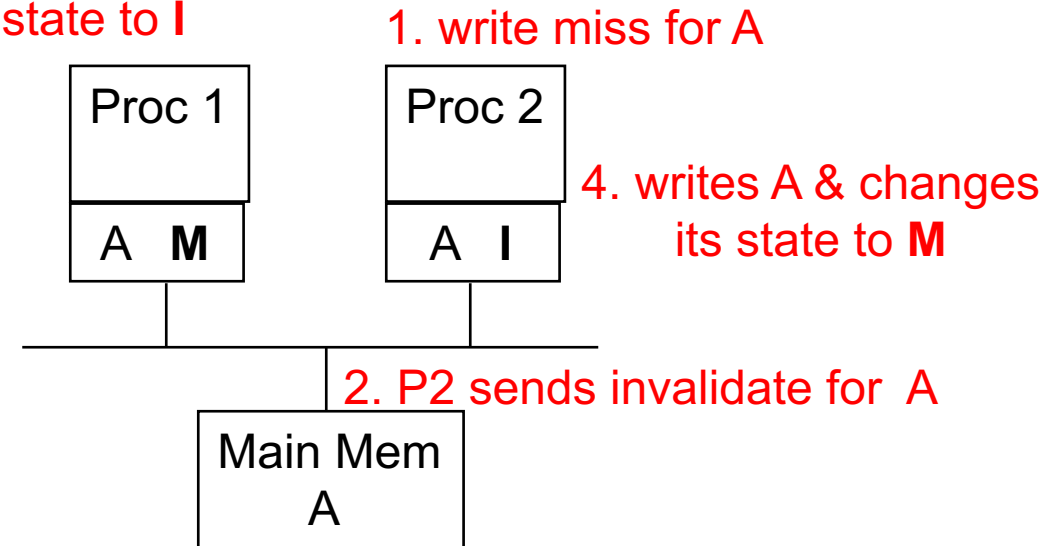 state to I
1. write miss for A
Proc 1
Proc 2
4. writes A & changes
its state to M
A M
A I
2. P2 sends invalidate for A
Main Mem
A